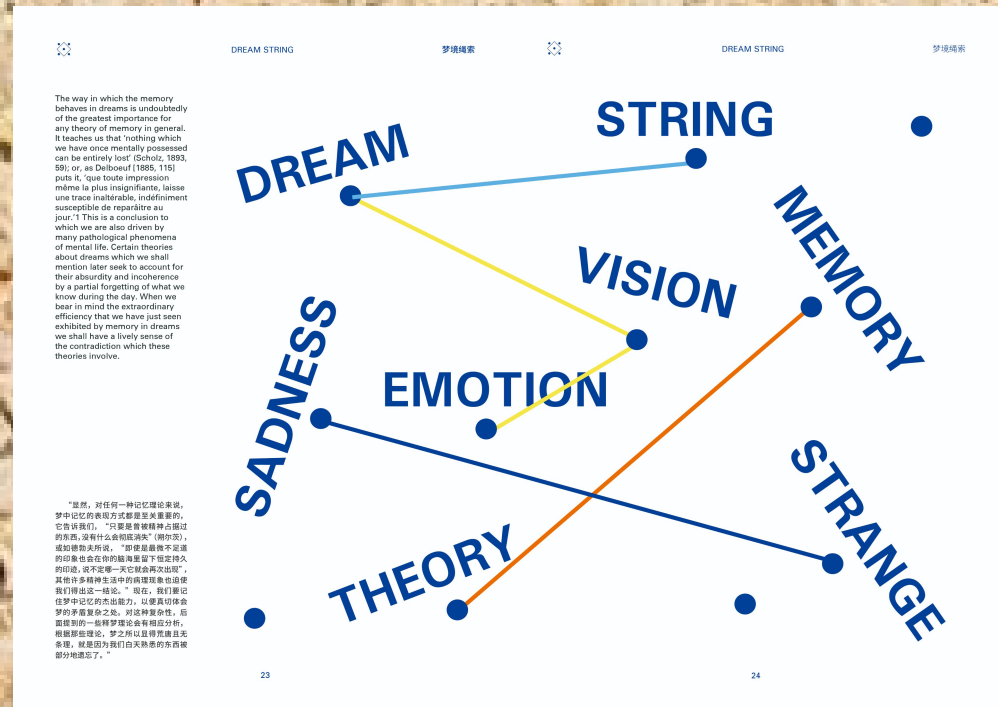 DREAM STRING
梦境绳索
DREAM STRING
梦境绳索
The way in which the memory
behaves in dreams is undoubtedly
of the greatest importance for
any theory of memory in general.
It teaches us that ‘nothing which
we have once mentally possessed
can be entirely lost’ (Scholz, 1893,
59); or, as Delboeuf [1885, 115]
puts it, ‘que toute impression
même la plus insignifiante, laisse
une trace inaltérable, indéfiniment
susceptible de reparâitre au
jour.’1 This is a conclusion to
which we are also driven by
many pathological phenomena
of mental life. Certain theories
about dreams which we shall
mention later seek to account for
their absurdity and incoherence
by a partial forgetting of what we
know during the day. When we
bear in mind the extraordinary
efficiency that we have just seen
exhibited by memory in dreams
we shall have a lively sense of
the contradiction which these
theories involve.
“显然，对任何一种记忆理论来说，
梦中记忆的表现方式都是至关重要的，
它告诉我们，“只要是曾被精神占据过
的东西，没有什么会彻底消失”（朔尔茨），
或如德勃夫所说，“即使是最微不足道
的印象也会在你的脑海里留下恒定持久
的印迹，说不定哪一天它就会再次出现”，
其他许多精神生活中的病理现象也迫使
我们得出这一结论。”现在，我们要记
住梦中记忆的杰出能力，以便真切体会
梦的矛盾复杂之处。对这种复杂性，后
面提到的一些释梦理论会有相应分析，
根据那些理论，梦之所以显得荒唐且无
条理，就是因为我们白天熟悉的东西被
部分地遗忘了。”
DREAM
STRING
MEMORY
VISION
SADNESS
EMOTION
STRANGE
THEORY
23
24